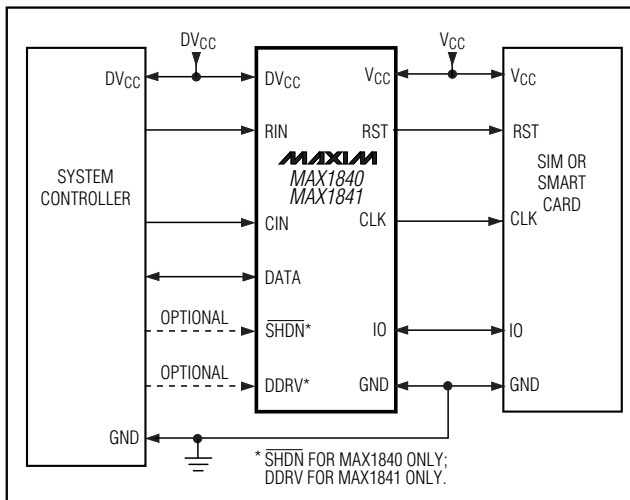 DVCC
VCC
DVCC
DVCC
VCC
VCC
RIN
RST
RST
MAXIM
MAX1840
MAX1841
SYSTEM
CONTROLLER
SIM OR
SMART
CARD
CIN
CLK
CLK
DATA
OPTIONAL
SHDN*
IO
IO
OPTIONAL
DDRV*
GND
GND
GND
* SHDN FOR MAX1840 ONLY;
DDRV FOR MAX1841 ONLY.